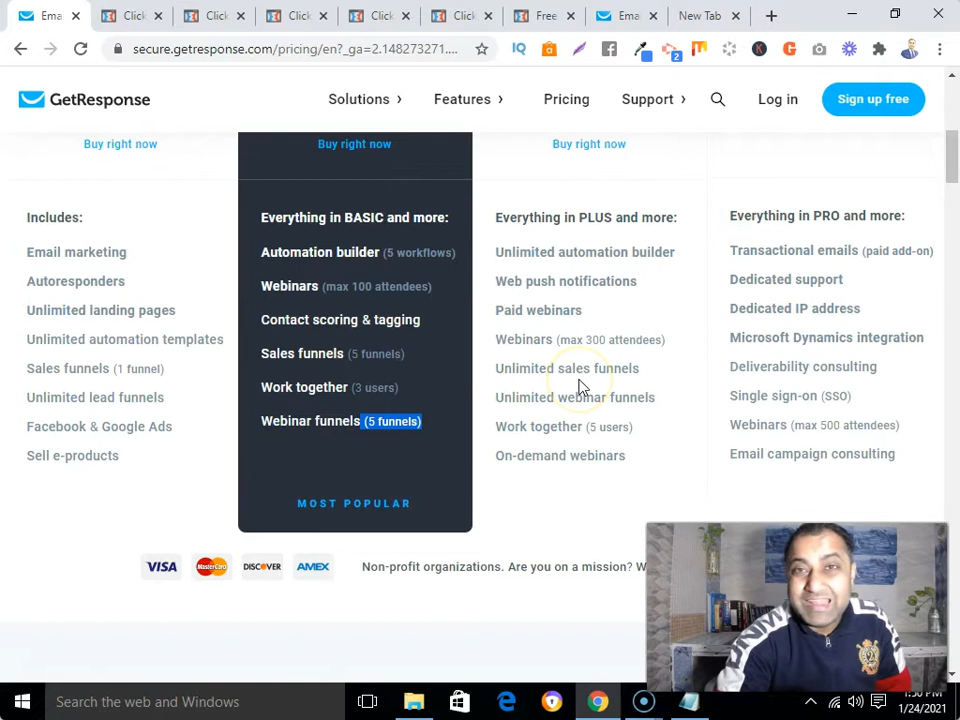 Ema
Click
Click
Click
Click
Click
Free
Ema
New Tab
secure.getresponse.com/pricing/en?_ga=2.148273271....
2
GetResponse
Solutions
Features
Pricing
Support
Log in
Sign up free
Buy right now
Buy right now
Buy right now
Includes:
Email marketing
Autoresponders
Unlimited landing pages
Unlimited automation templates
Sales funnels (1 funnel)
Unlimited lead funnels
Facebook & Google Ads
Sell e-products
Everything in BASIC and more:
Automation builder (5 workflows)
Webinars (max 100 attendees)
Contact scoring & tagging
Sales funnels (5 funnels)
Work together (3 users)
Webinar funnels (5 funnels)
MOST POPULAR
Everything in PLUS and more:
Unlimited automation builder
Web push notifications
Paid webinars
Webinars (max 300 attendees)
Unlimited sales funnels
Unlimited webinar funnels
Work together (5 users)
On-demand webinars
Everything in PRO and more:
Transactional emails (paid add-on)
Dedicated support
Dedicated IP address
Microsoft Dynamics integration
Deliverability consulting
Single sign-on (SSO)
Webinars (max 500 attendees)
Email campaign consulting
VISA
MasterCard
DISCOVER
AMEX
Non-profit organizations. Are you on a mission? W
Search the web and Windows
1:50 PM
1/24/2021